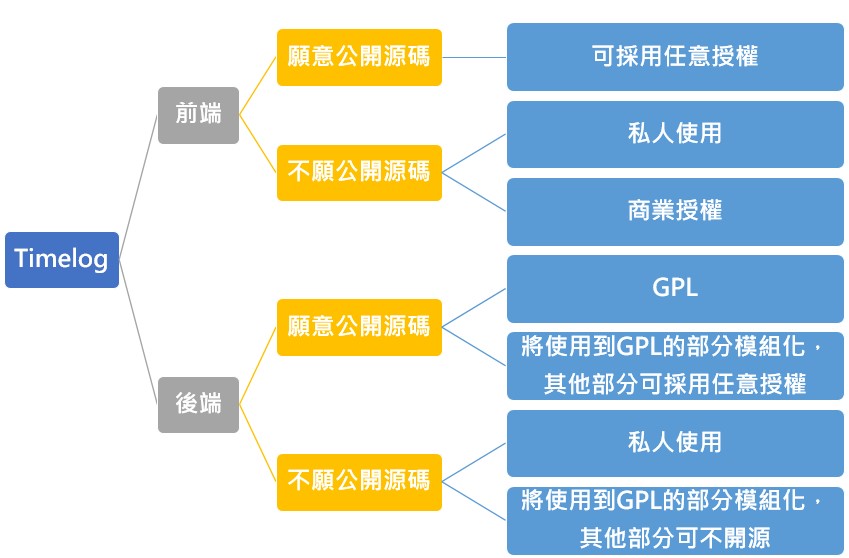 Timelog
前端
願意公開源碼
可採用任意授權
不願公開源碼
私人使用
商業授權
後端
願意公開源碼
GPL
將使用到GPL的部分模組化，
其他部分可採用任意授權
不願公開源碼
私人使用
將使用到GPL的部分模組化，
其他部分可不開源